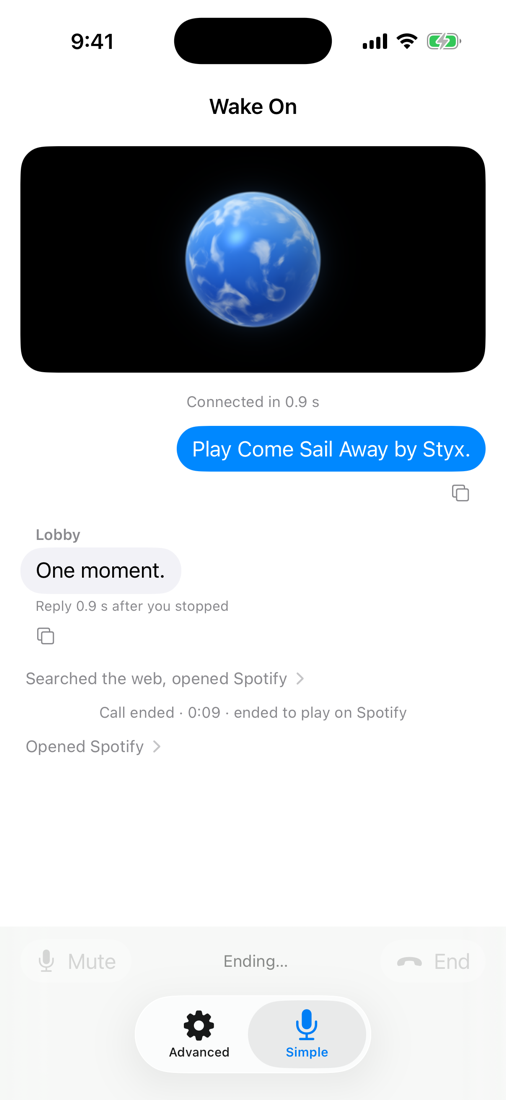 9:41
Wake On
Connected in 0.9 s
Play Come Sail Away by Styx.
Lobby
One moment.
Reply 0.9 s after you stopped
Searched the web, opened Spotify
Call ended · 0:09 · ended to play on Spotify
Opened Spotify
Mute
Ending...
End
Advanced
Simple